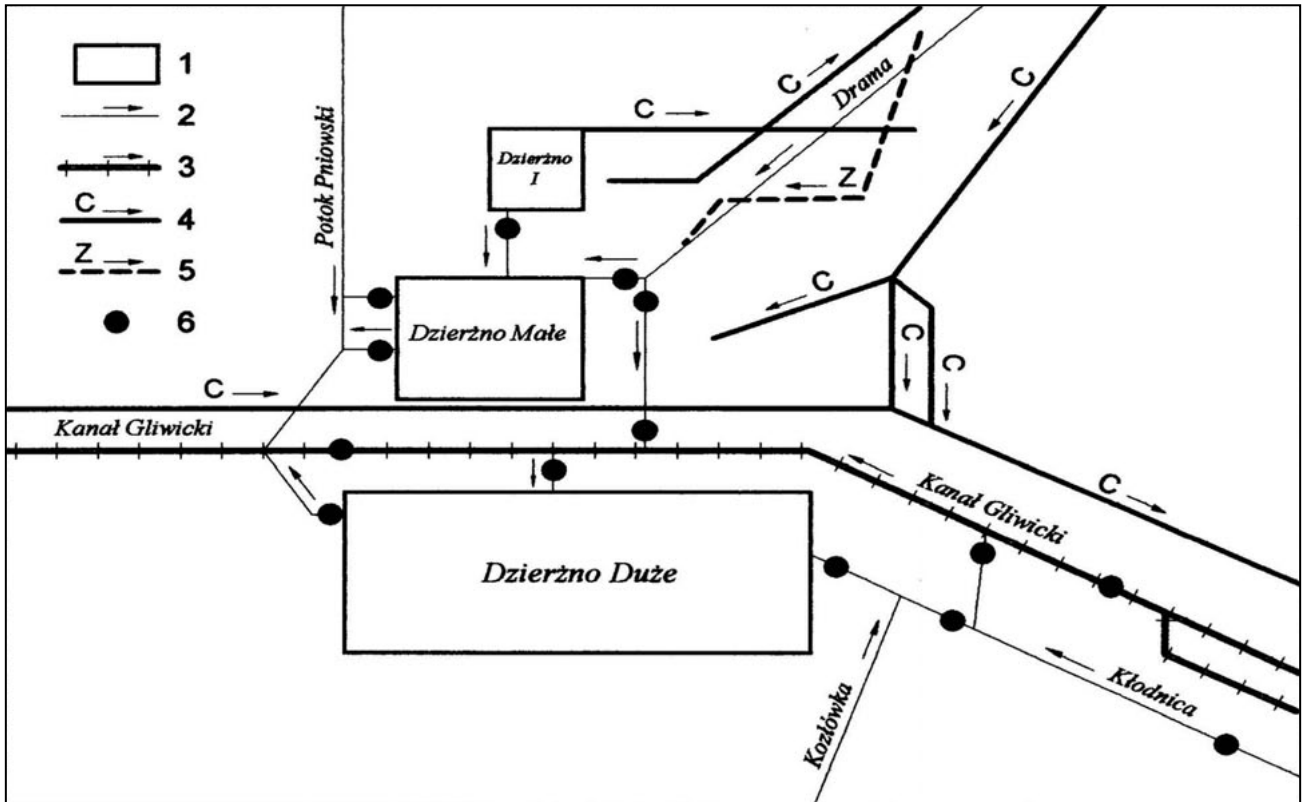 1
2
3
C
4
Z
5
6
Potok Pniowski
Dzierżno
I
C
C
Drama
C
Z
Dzierżno Małe
C
C
C
C
Kanał Gliwicki
Kanał Gliwicki
C
Dzierżno Duże
Kozłówka
Kłodnica